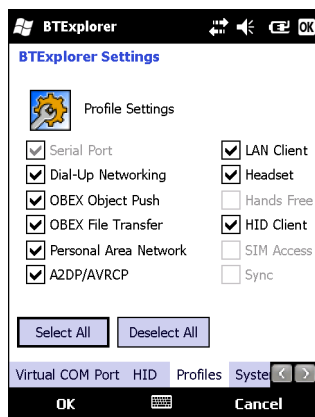 BTExplorer OK
BTExplorer Settings
Profile Settings
Serial Port LAN Client
Dial-Up Networking Headset
OBEX Object Push Hands Free
OBEX File Transfer HID Client
Personal Area Network SIM Access
A2DP/AVRCP Sync
Select All Deselect All
Virtual COM Port HID Profiles Syste
OK Cancel